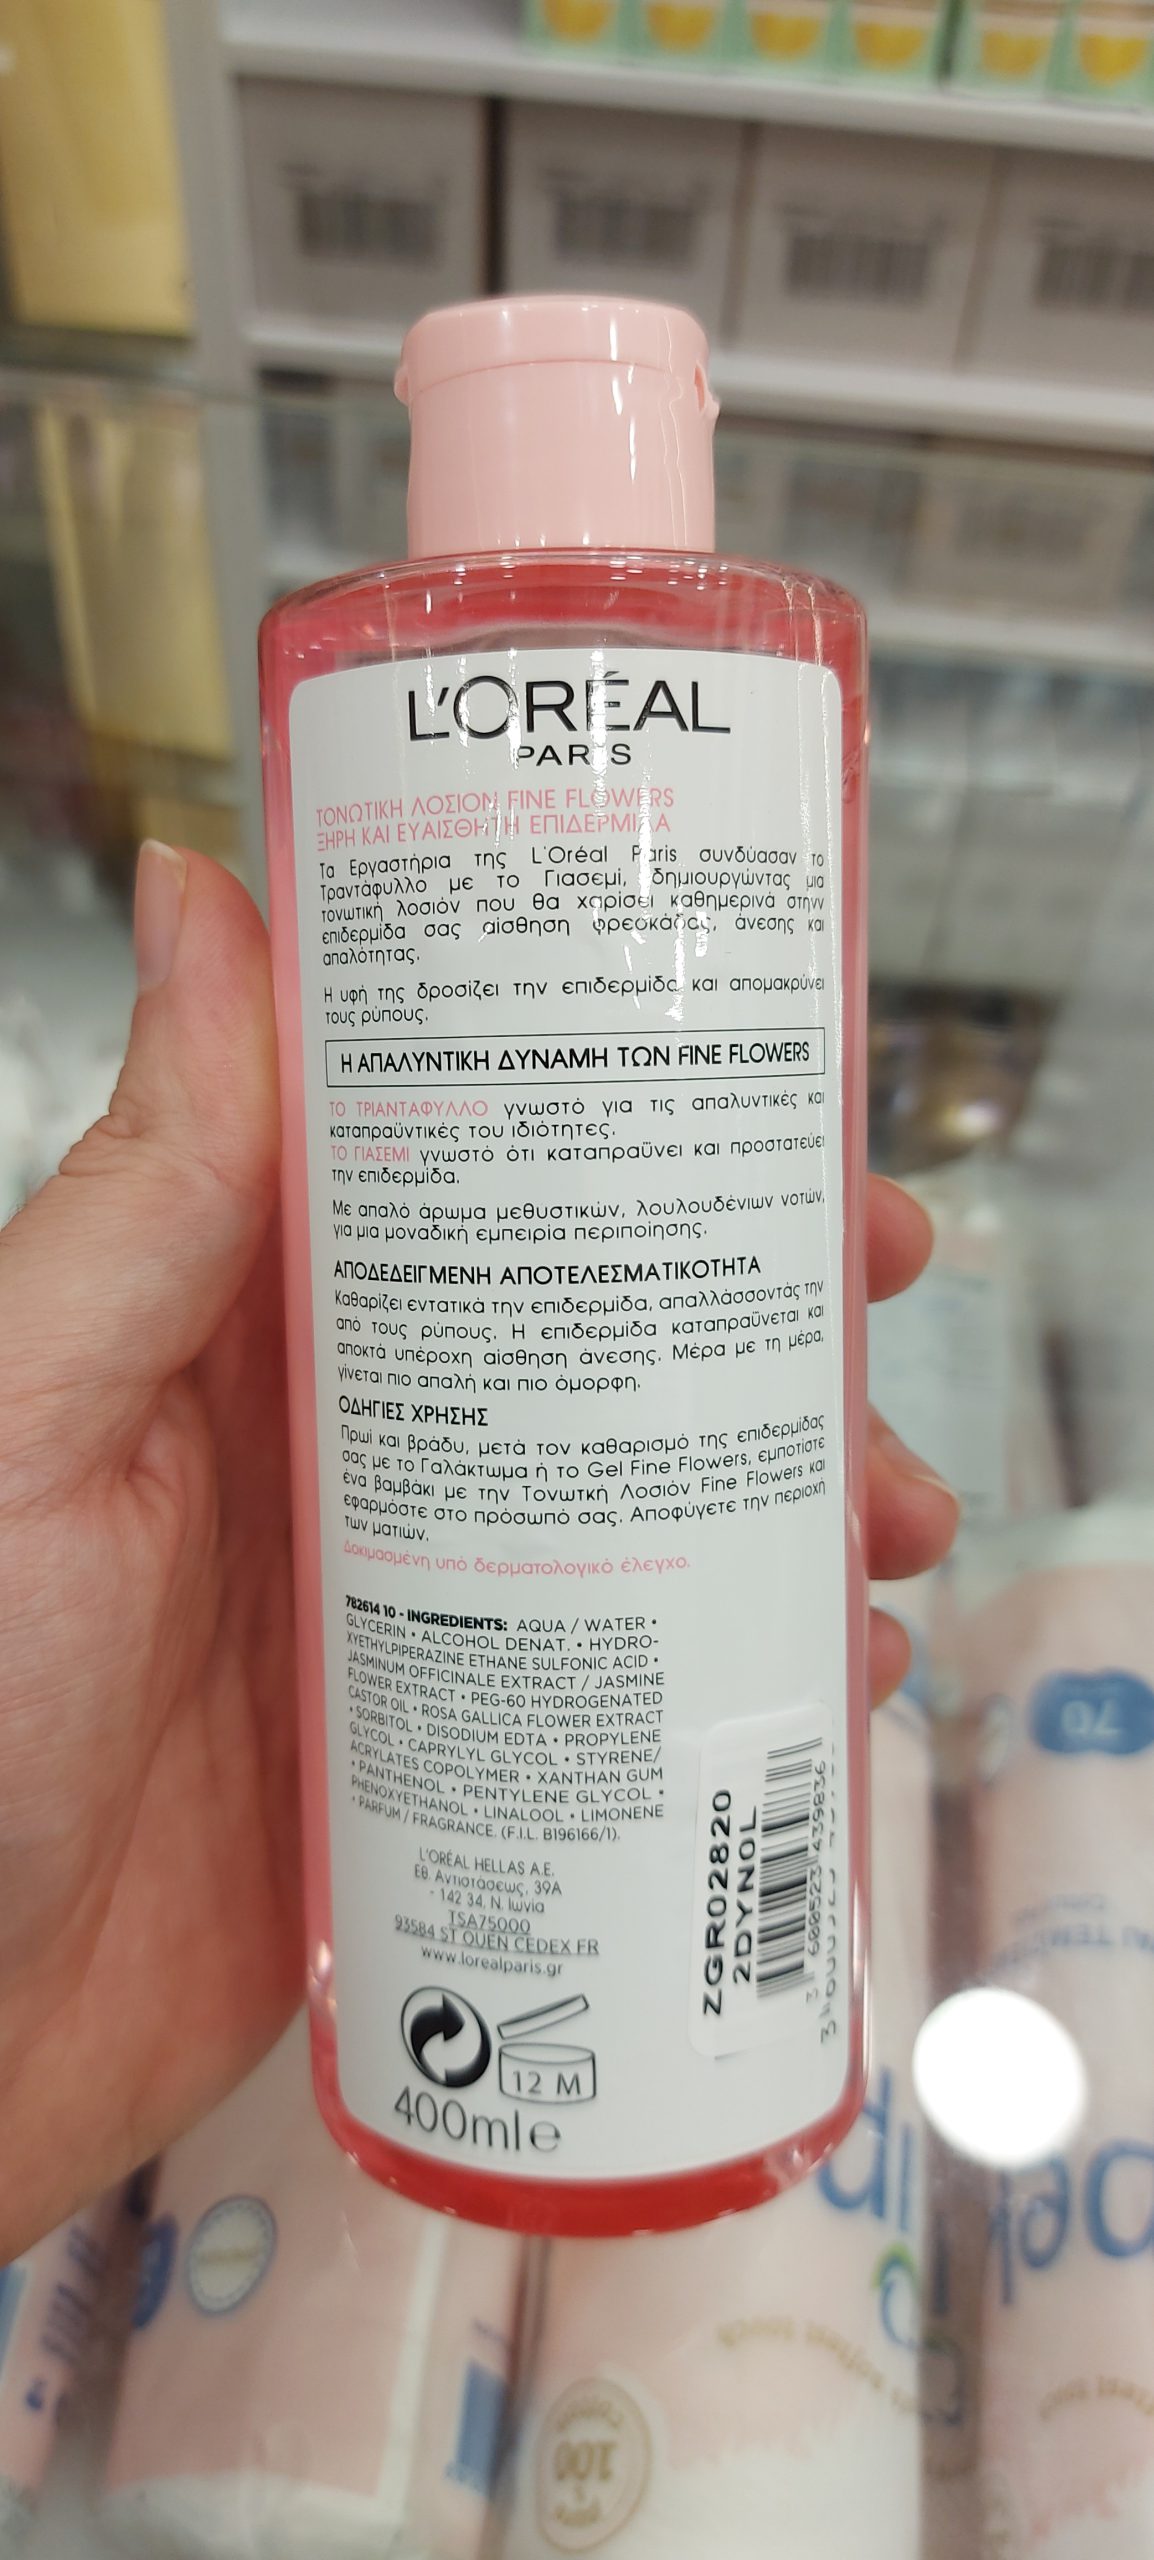 L'ORÉAL
PARIS
ΤΟΝΩΤΙΚΗ ΛΟΣΙΟΝ FINE FLOWERS
ΞΗΡΗ ΚΑΙ ΕΥΑΙΣΘΗΤΗ ΕΠΙΔΕΡΜΙΔΑ
Τα Εργαστήρια της L'Oréal Paris συνδύασαν το
Τραντάφυλλο με το Γιασεμί, δημιουργώντας μια
τονωτική λοσιόν που θα χαρίσει καθημερινά στηνν
επιδερμίδα σας αίσθηση φρεσκάδας, άνεσης και
απαλότητας.
Η υφή της δροσίζει την επιδερμίδα και απομακρύνει
τους ρύπους.
Η ΑΠΑΛΥΝΤΙΚΗ ΔΥΝΑΜΗ ΤΩΝ FINE FLOWERS
ΤΟ ΤΡΙΑΝΤΑΦΥΛΛΟ γνωστό για τις απαλυντικές και
καταπραϋντικές του ιδιότητες.
ΤΟ ΓΙΑΣΕΜΙ γνωστό ότι καταπραΰνει και προστατεύει
την επιδερμίδα.
Με απαλό άρωμα μεθυστικών, λουλουδένιων νοτών,
για μια μοναδική εμπειρία περιποίησης.
ΑΠΟΔΕΔΕΙΓΜΕΝΗ ΑΠΟΤΕΛΕΣΜΑΤΙΚΟΤΗΤΑ
Καθαρίζει εντατικά την επιδερμίδα, απαλλάσσοντάς την
από τους ρύπους. Η επιδερμίδα καταπραΰνεται και
αποκτά υπέροχη αίσθηση άνεσης. Μέρα με τη μέρα,
γίνεται πιο απαλή και πιο όμορφη.
ΟΔΗΓΙΕΣ ΧΡΗΣΗΣ
Πρωί και βράδυ, μετά τον καθαρισμό της επιδερμίδας
σας με το Γαλάκτωμα ή το Gel Fine Flowers, εμποτίστε
ένα βαμβάκι με την Τονωτκή Λοσιόν Fine Flowers και
εφαρμόστε στο πρόσωπό σας. Αποφύγετε την περιοχή
των ματιών.
Δοκιμασμένη υπό δερματολογικό έλεγχο.
782614 10 - INGREDIENTS: AQUA / WATER •
GLYCERIN • ALCOHOL DENAT. • HYDRO-
XYETHYLPIPERAZINE ETHANE SULFONIC ACID •
JASMINUM OFFICINALE EXTRACT / JASMINE
FLOWER EXTRACT • PEG-60 HYDROGENATED
CASTOR OIL • ROSA GALLICA FLOWER EXTRACT
• SORBITOL • DISODIUM EDTA • PROPYLENE
GLYCOL • CAPRYLYL GLYCOL • STYRENE/
ACRYLATES COPOLYMER • XANTHAN GUM
• PANTHENOL • PENTYLENE GLYCOL •
PHENOXYETHANOL • LINALOOL • LIMONENE
• PARFUM / FRAGRANCE. (F.I.L. B196166/1).
L'ORÉAL HELLAS A.E.
Εθ. Αντιστάσεως, 39Α
- 142 34, Ν. Ιωνία
TSA75000
93584 ST OUEN CEDEX FR
www.lorealparis.gr
12 M
400ml e
ZGR02820
2DYNOL
3 600523 439836
70
100